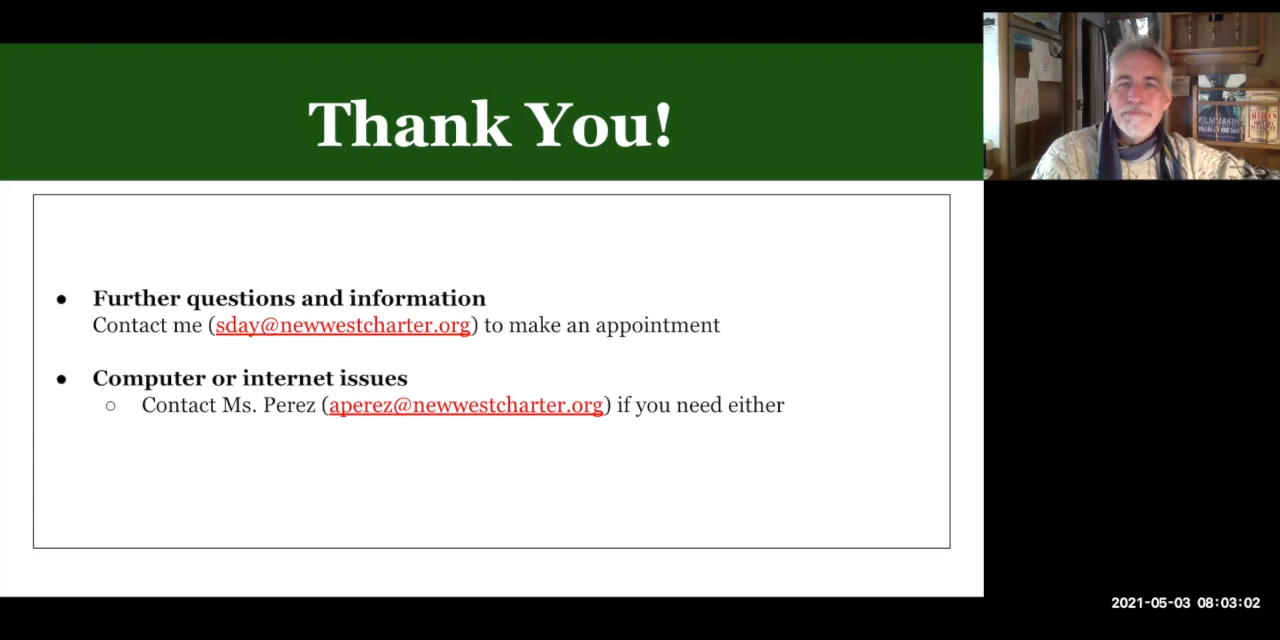 Thank You!
● Further questions and information
Contact me (sday@newwestcharter.org) to make an appointment
● Computer or internet issues
○ Contact Ms. Perez (aperez@newwestcharter.org) if you need either
2021-05-03 08:03:02